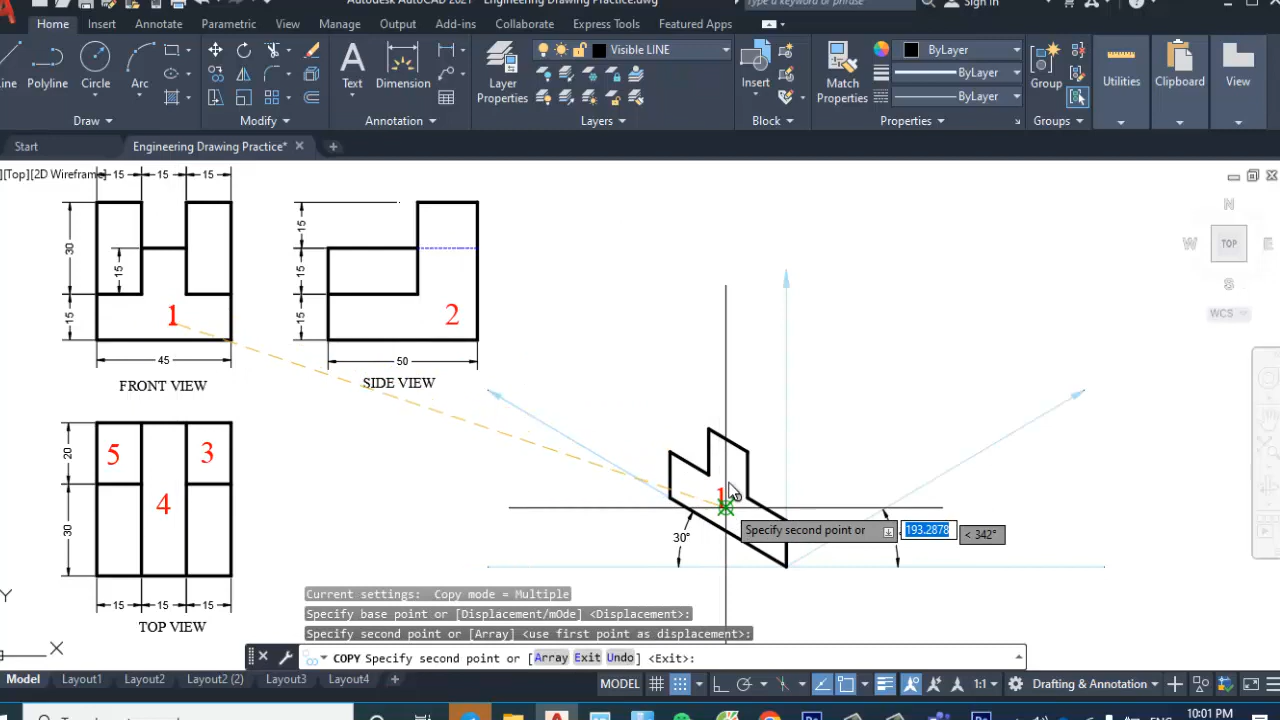 Autodesk AutoCAD 2021 Engineering Drawing Practice.dwg
Sign In
Home Insert Annotate Parametric View Manage Output Add-ins Collaborate Express Tools Featured Apps
Polyline Circle Arc
Text Dimension
Layer Properties
Visible LINE
Insert
Match Properties
ByLayer
ByLayer
ByLayer
Group
Utilities
Clipboard
View
Draw Modify Annotation Layers Block Properties Groups
Start Engineering Drawing Practice*
][Top][2D Wireframe]
15 15 15
30
15
15
1
45
FRONT VIEW
15
15
15
2
50
SIDE VIEW
20
30
5 3
4
15 15 15
TOP VIEW
1
30°
N
W TOP E
S
WCS
Specify second point or 193.2878 < 342°
Current settings: Copy mode = Multiple
Specify base point or [Displacement/mOde] <Displacement>:
Specify second point or [Array] <use first point as displacement>:
COPY Specify second point or [Array Exit Undo] <Exit>:
Y
X
Model Layout1 Layout2 Layout2 (2) Layout3 Layout4
MODEL 1:1 Drafting & Annotation
10:01 PM